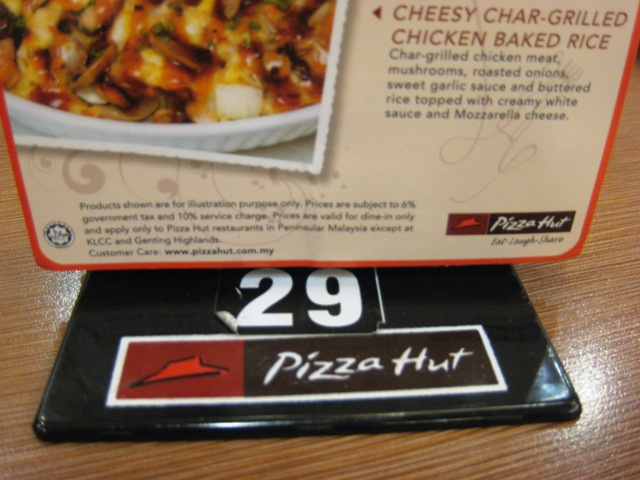 CHEESY CHAR-GRILLED
CHICKEN BAKED RICE
Char-grilled chicken meat,
mushrooms, roasted onions,
sweet garlic sauce and buttered
rice topped with creamy white
sauce and Mozzarella cheese.
Products shown are for illustration purpose only. Prices are subject to 6%
government tax and 10% service charge. Prices are valid for dine-in only
and apply only to Pizza Hut restaurants in Peninsular Malaysia except at
KLCC and Genting Highlands.
Customer Care: www.pizzahut.com.my
Pizza Hut
Eat·Laugh·Share
29
Pizza Hut